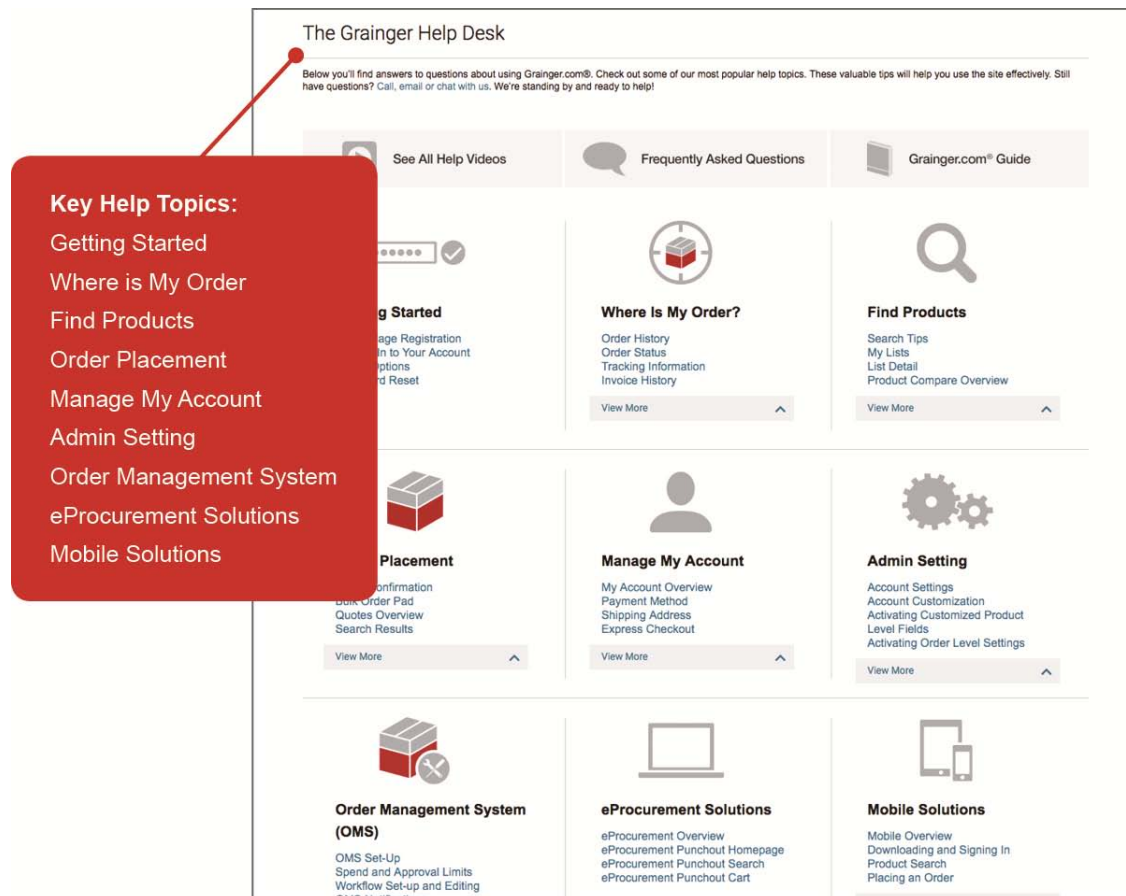 The Grainger Help Desk
Below you'll find answers to questions about using Grainger.com®. Check out some of our most popular help topics. These valuable tips will help you use the site effectively. Still
have questions? Call, email or chat with us. We're standing by and ready to help!
See All Help Videos
Frequently Asked Questions
Grainger.com® Guide
Key Help Topics:
Getting Started
Where is My Order
Find Products
Order Placement
Manage My Account
Admin Setting
Order Management System
eProcurement Solutions
Mobile Solutions
g Started
age Registration
In to Your Account
ptions
rd Reset
Where Is My Order?
Order History
Order Status
Tracking Information
Invoice History
View More
Find Products
Search Tips
My Lists
List Detail
Product Compare Overview
View More
Placement
onfirmation
Bulk Order Pad
Quotes Overview
Search Results
View More
Manage My Account
My Account Overview
Payment Method
Shipping Address
Express Checkout
View More
Admin Setting
Account Settings
Account Customization
Activating Customized Product
Level Fields
Activating Order Level Settings
View More
Order Management System
(OMS)
OMS Set-Up
Spend and Approval Limits
Workflow Set-up and Editing
eProcurement Solutions
eProcurement Overview
eProcurement Punchout Homepage
eProcurement Punchout Search
eProcurement Punchout Cart
Mobile Solutions
Mobile Overview
Downloading and Signing In
Product Search
Placing an Order